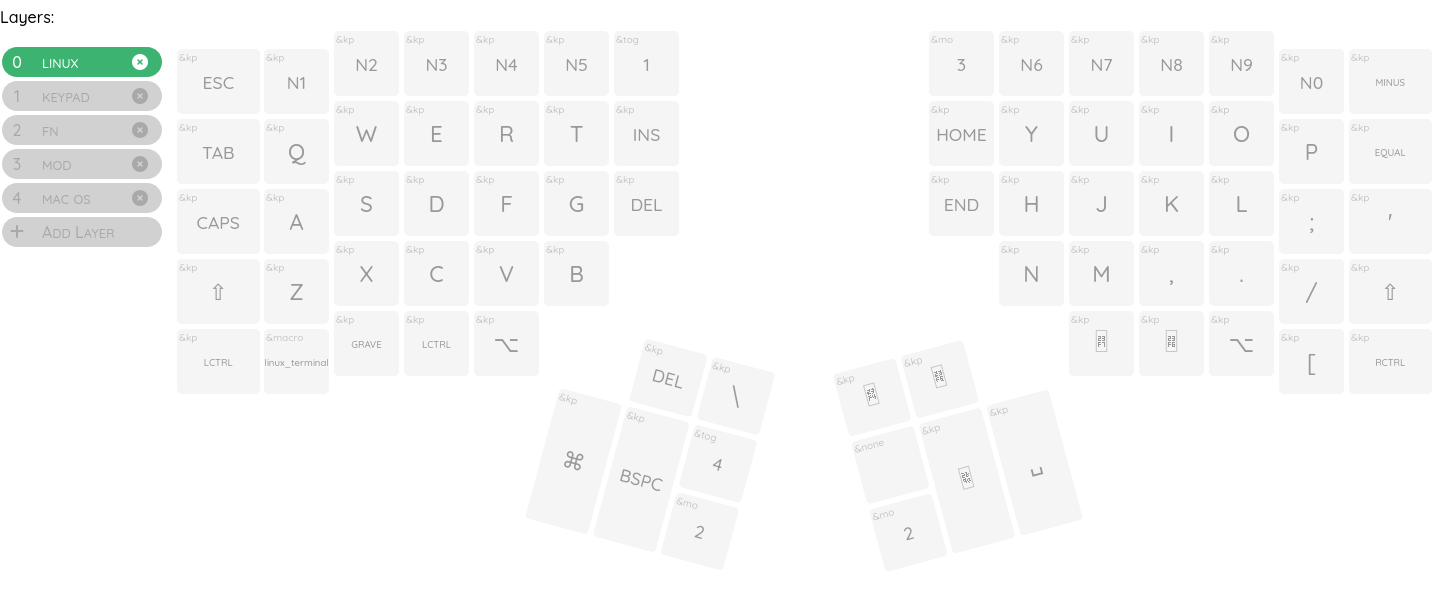 Layers:
0 LINUX
1 KEYPAD
2 FN
3 MOD
4 MAC OS
+ ADD LAYER
&kp ESC &kp N1 &kp N2 &kp N3 &kp N4 &kp N5 &tog 1
&mo 3 &kp N6 &kp N7 &kp N8 &kp N9 &kp N0 &kp MINUS
&kp TAB &kp Q &kp W &kp E &kp R &kp T &kp INS
&kp HOME &kp Y &kp U &kp I &kp O &kp P &kp EQUAL
&kp CAPS &kp A &kp S &kp D &kp F &kp G &kp DEL
&kp END &kp H &kp J &kp K &kp L &kp ; &kp '
&kp ⇧ &kp Z &kp X &kp C &kp V &kp B
&kp N &kp M &kp , &kp . &kp / &kp ⇧
&kp LCTRL &macro linux_terminal &kp GRAVE &kp LCTRL &kp ⌥
&kp &kp &kp ⌥ &kp [ &kp RCTRL
&kp DEL &kp \
&kp ⌘ &kp BSPC &tog 4
&mo 2
&kp &kp
&none &kp &kp ␣
&mo 2